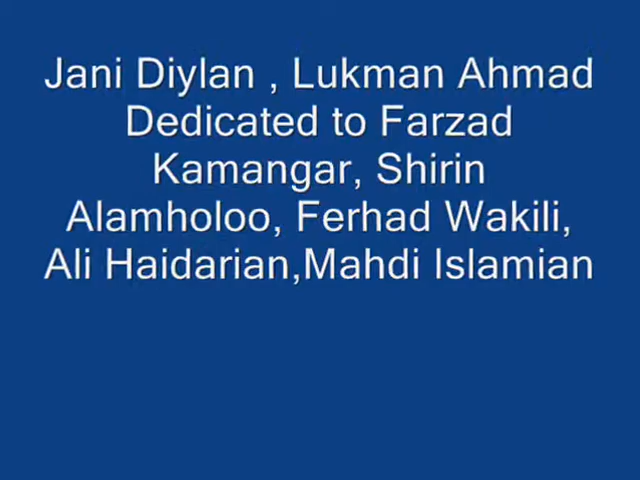 Jani Diylan , Lukman Ahmad
Dedicated to Farzad
Kamangar, Shirin
Alamholoo, Ferhad Wakili,
Ali Haidarian,Mahdi Islamian